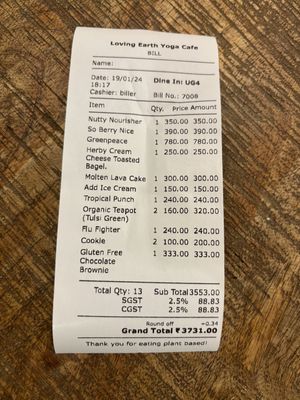 Loving Earth Yoga Cafe
BILL
Name:
Date: 19/01/24 Dine In: UG4
18:17
Cashier: biller Bill No.: 7008
Item Qty. Price Amount
Nutty Nourisher 1 350.00 350.00
So Berry Nice 1 390.00 390.00
Greenpeace 1 780.00 780.00
Herby Cream 1 250.00 250.00
Cheese Toasted
Bagel.
Molten Lava Cake 1 300.00 300.00
Add Ice Cream 1 150.00 150.00
Tropical Punch 1 240.00 240.00
Organic Teapot 2 160.00 320.00
(Tulsi Green)
Flu Fighter 1 240.00 240.00
Cookie 2 100.00 200.00
Gluten Free 1 333.00 333.00
Chocolate
Brownie
Total Qty: 13 Sub Total 3553.00
SGST 2.5% 88.83
CGST 2.5% 88.83
Round off +0.34
Grand Total ₹ 3731.00
Thank you for eating plant based!